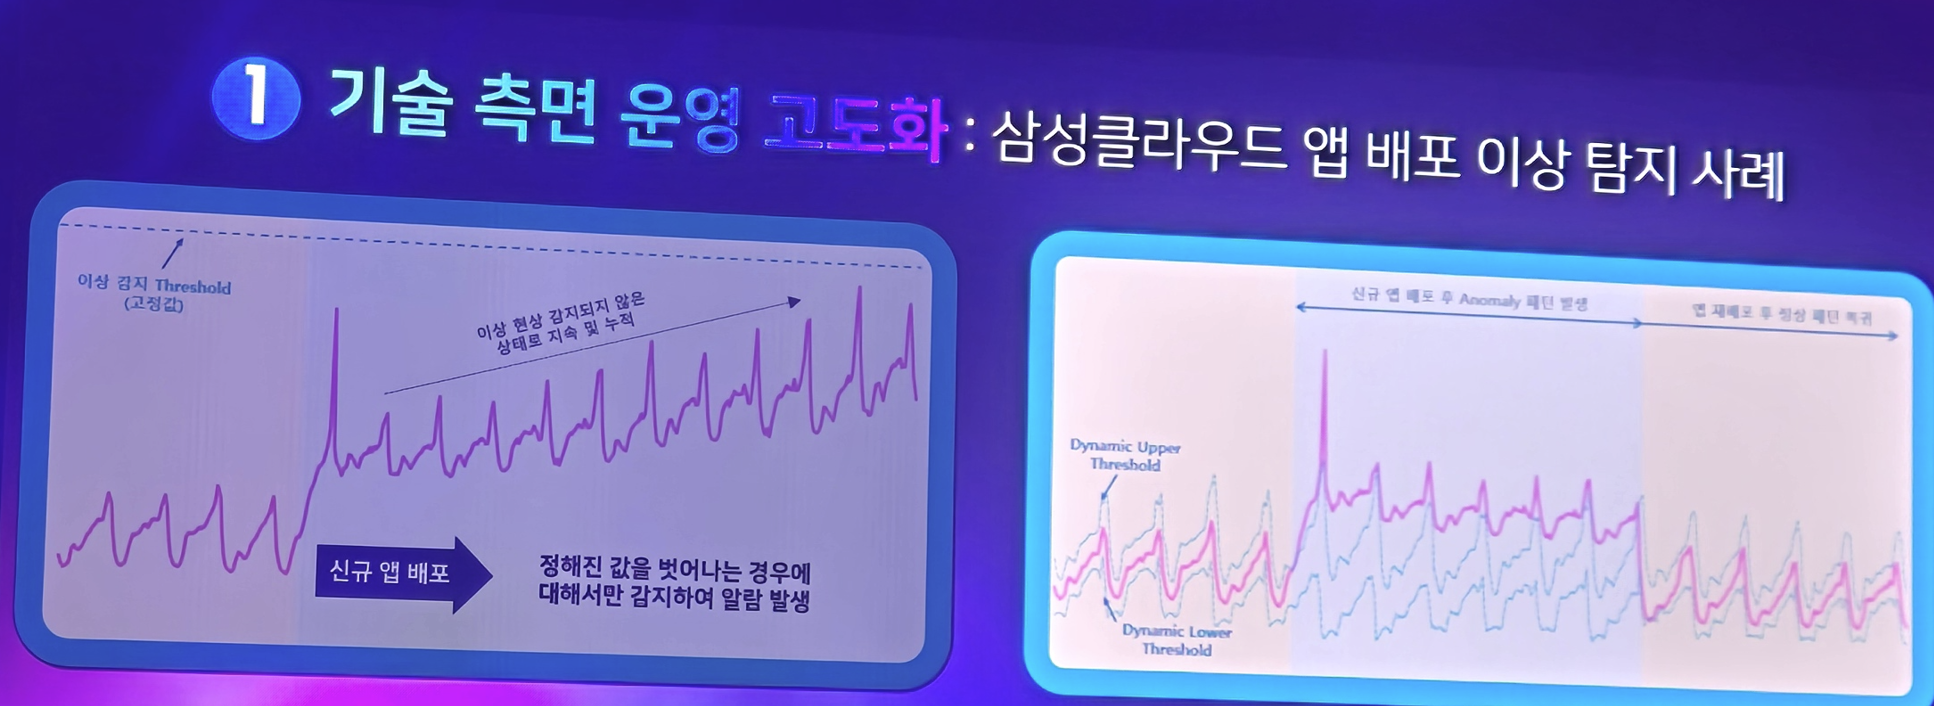 1 기술 측면 운영 고도화 : 삼성클라우드 앱 배포 이상 탐지 사례
이상 감지 Threshold
(고정값)
이상 현상 감지되지 않은
상태로 지속 및 누적
신규 앱 배포
정해진 값을 벗어나는 경우에
대해서만 감지하여 알람 발생
신규 앱 배포 후 Anomaly 패턴 발생
앱 재배포 후 정상 패턴 복귀
Dynamic Upper
Threshold
Dynamic Lower
Threshold